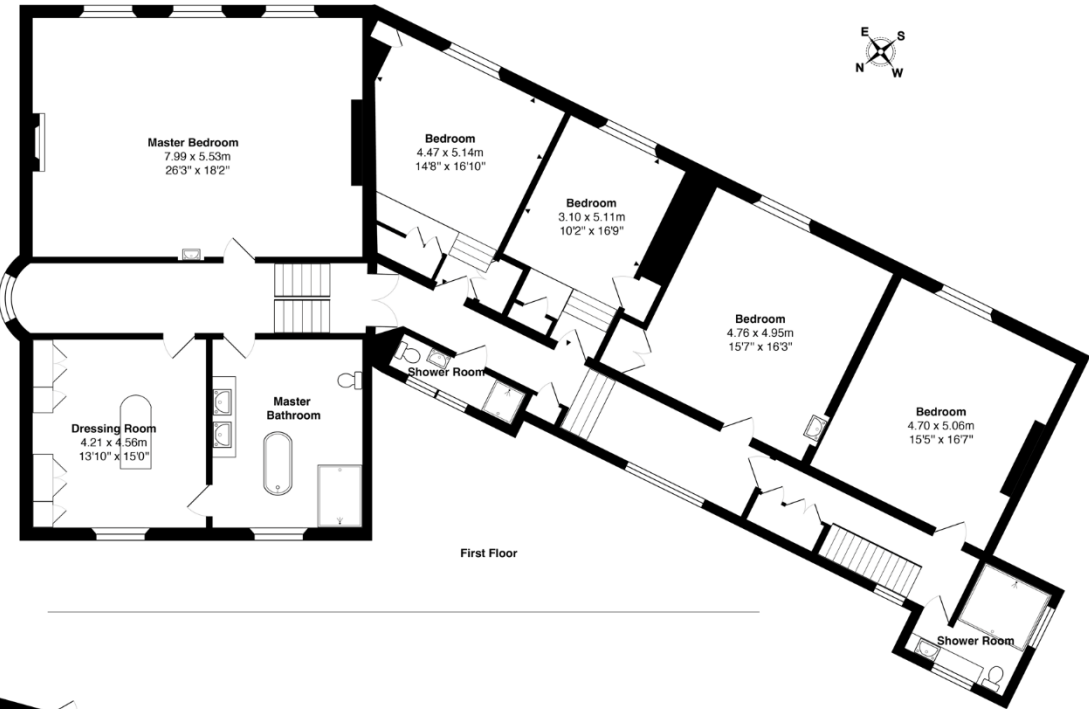 E S
N W
Master Bedroom
7.99 x 5.53m
26'3" x 18'2"
Bedroom
4.47 x 5.14m
14'8" x 16'10"
Bedroom
3.10 x 5.11m
10'2" x 16'9"
Bedroom
4.76 x 4.95m
15'7" x 16'3"
Bedroom
4.70 x 5.06m
15'5" x 16'7"
Shower Room
Dressing Room
4.21 x 4.56m
13'10" x 15'0"
Master
Bathroom
First Floor
Shower Room